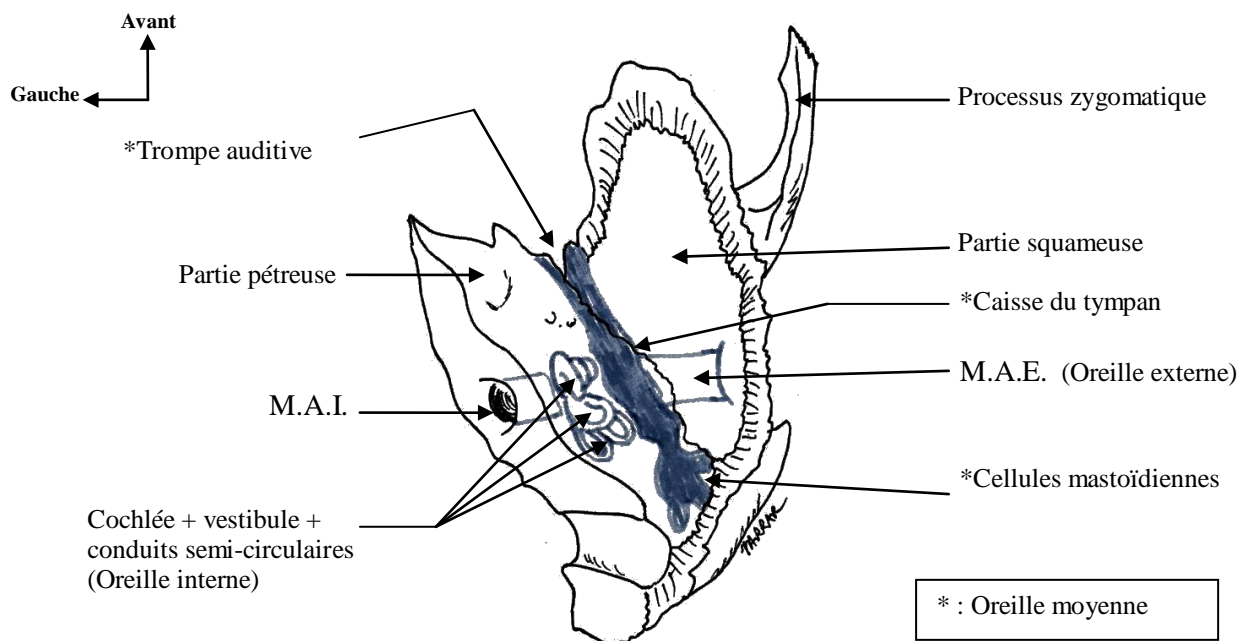 Avant
Gauche
*Trompe auditive
Partie pétreuse
M.A.I.
Cochlée + vestibule +
conduits semi-circulaires
(Oreille interne)
Processus zygomatique
Partie squameuse
*Caisse du tympan
M.A.E. (Oreille externe)
*Cellules mastoïdiennes
* : Oreille moyenne